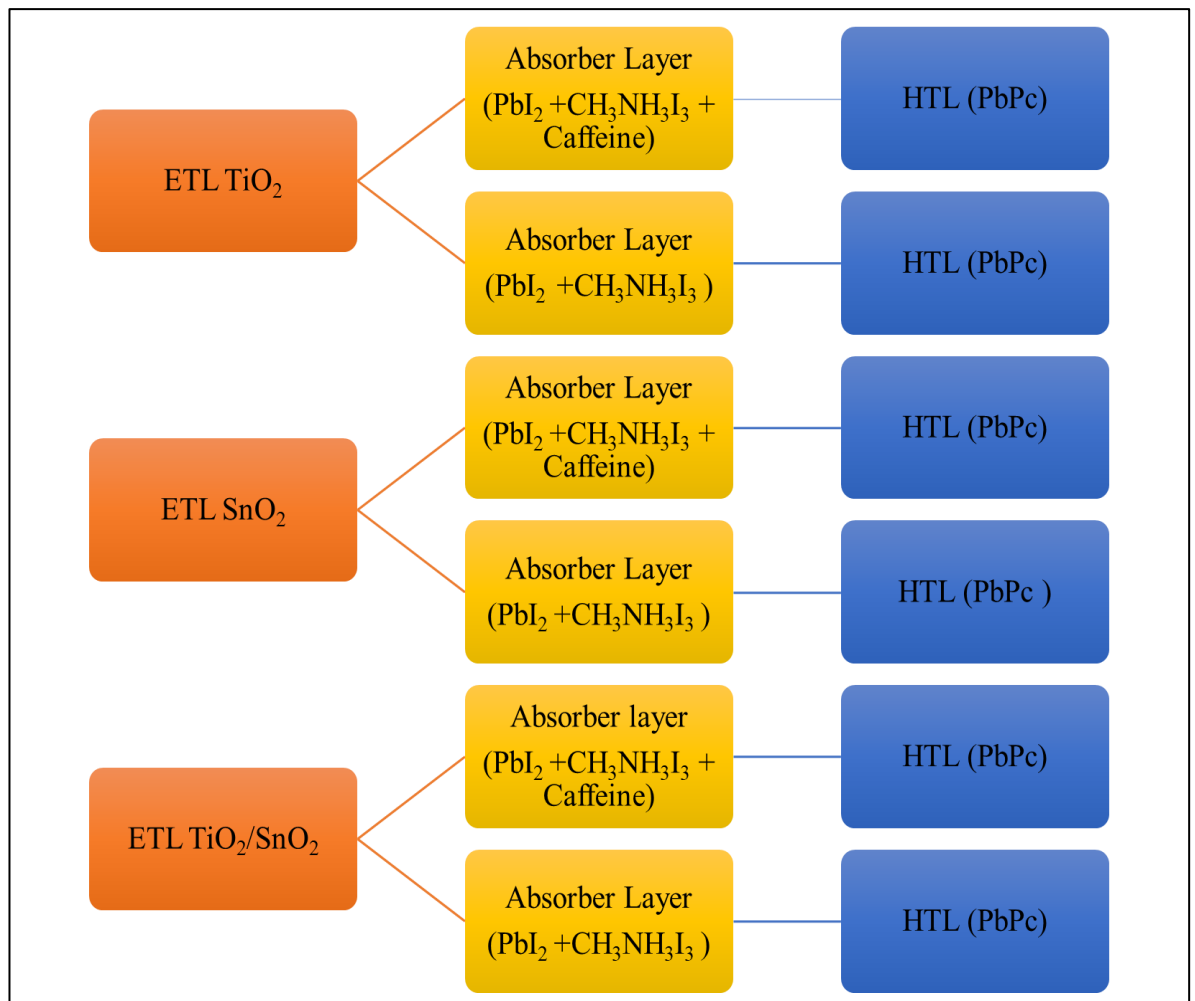 ETL TiO₂
Absorber Layer
(PbI₂ +CH₃NH₃I₃ +
Caffeine)
HTL (PbPc)
Absorber Layer
(PbI₂ +CH₃NH₃I₃ )
HTL (PbPc)
ETL SnO₂
Absorber Layer
(PbI₂ +CH₃NH₃I₃ +
Caffeine)
HTL (PbPc)
Absorber Layer
(PbI₂ +CH₃NH₃I₃ )
HTL (PbPc )
ETL TiO₂/SnO₂
Absorber layer
(PbI₂ +CH₃NH₃I₃ +
Caffeine)
HTL (PbPc)
Absorber Layer
(PbI₂ +CH₃NH₃I₃ )
HTL (PbPc)